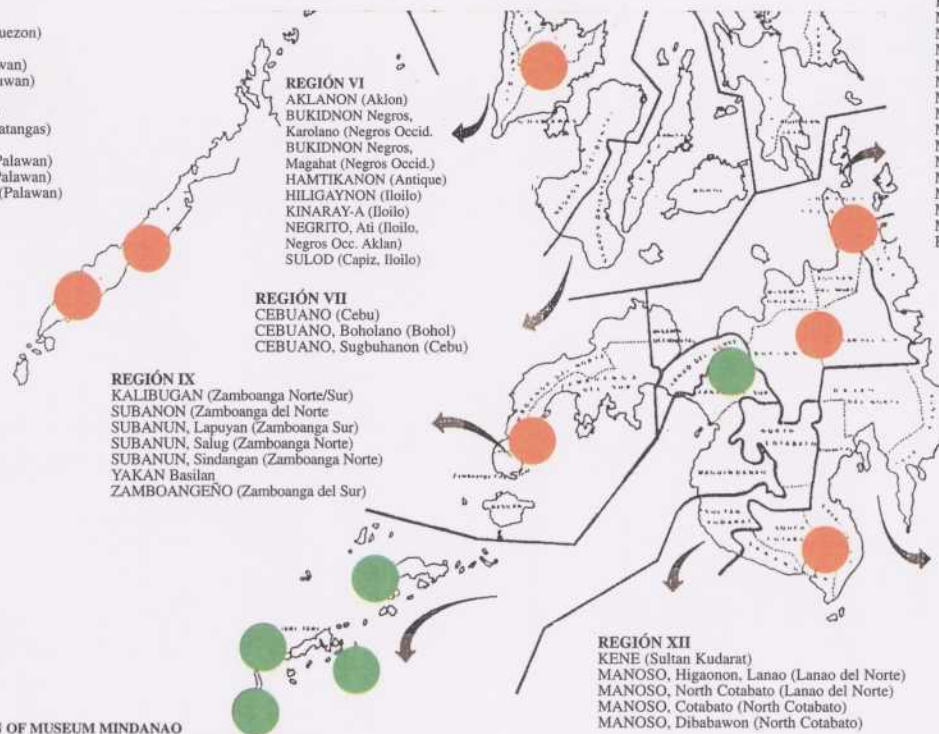 uezon)
wan)
awan)
atangas)
Palawan)
Palawan)
(Palawan)
REGIÓN VI
AKLANON (Aklon)
BUKIDNON Negros,
Karolano (Negros Occid.
BUKIDNON Negros,
Magahat (Negros Occid.)
HAMTIKANON (Antique)
HILIGAYNON (Iloilo)
KINARAY-A (Iloilo)
NEGRITO, Ati (Iloilo,
Negros Occ. Aklan)
SULOD (Capiz, Iloilo)
REGIÓN VII
CEBUANO (Cebu)
CEBUANO, Boholano (Bohol)
CEBUANO, Sugbuhanon (Cebu)
REGIÓN IX
KALIBUGAN (Zamboanga Norte/Sur)
SUBANON (Zamboanga del Norte
SUBANUN, Lapuyan (Zamboanga Sur)
SUBANUN, Salug (Zamboanga Norte)
SUBANUN, Sindangan (Zamboanga Norte)
YAKAN Basilan
ZAMBOANGEÑO (Zamboanga del Sur)
REGIÓN XII
KENE (Sultan Kudarat)
MANOSO, Higaonon, Lanao (Lanao del Norte)
MANOSO, North Cotabato (Lanao del Norte)
MANOSO, Cotabato (North Cotabato)
MANOSO, Dibabawon (North Cotabato)
OF MUSEUM MINDANAO